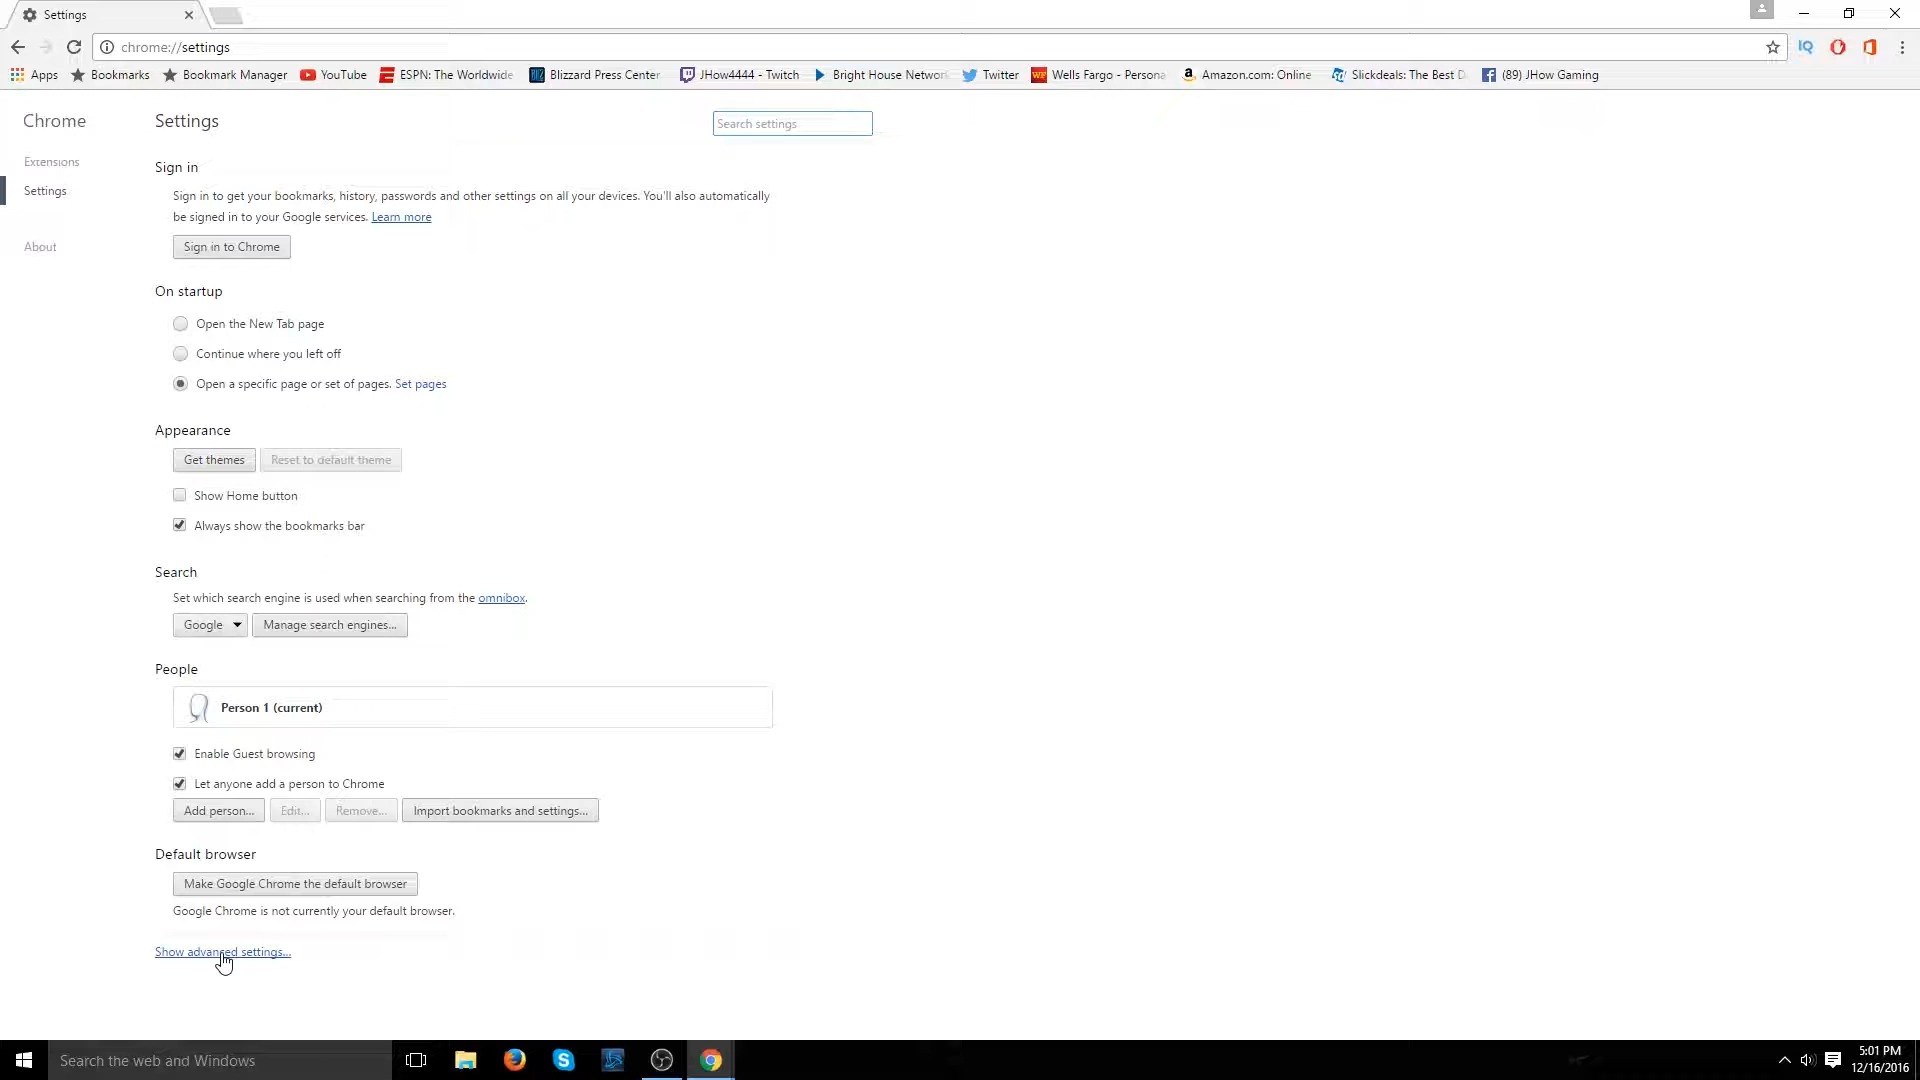 Settings
chrome://settings
Apps Bookmarks Bookmark Manager YouTube ESPN: The Worldwide Blizzard Press Center JHow4444 - Twitch Bright House Networ Twitter Wells Fargo - Persona Amazon.com: Online Slickdeals: The Best D (89) JHow Gaming
Chrome
Extensions
Settings
About
Settings
Search settings
Sign in
Sign in to get your bookmarks, history, passwords and other settings on all your devices. You'll also automatically
be signed in to your Google services. Learn more
Sign in to Chrome
On startup
Open the New Tab page
Continue where you left off
Open a specific page or set of pages. Set pages
Appearance
Get themes Reset to default theme
Show Home button
Always show the bookmarks bar
Search
Set which search engine is used when searching from the omnibox.
Google Manage search engines...
People
Person 1 (current)
Enable Guest browsing
Let anyone add a person to Chrome
Add person... Edit... Remove... Import bookmarks and settings...
Default browser
Make Google Chrome the default browser
Google Chrome is not currently your default browser.
Show advanced settings...
Search the web and Windows
5:01 PM
12/16/2016